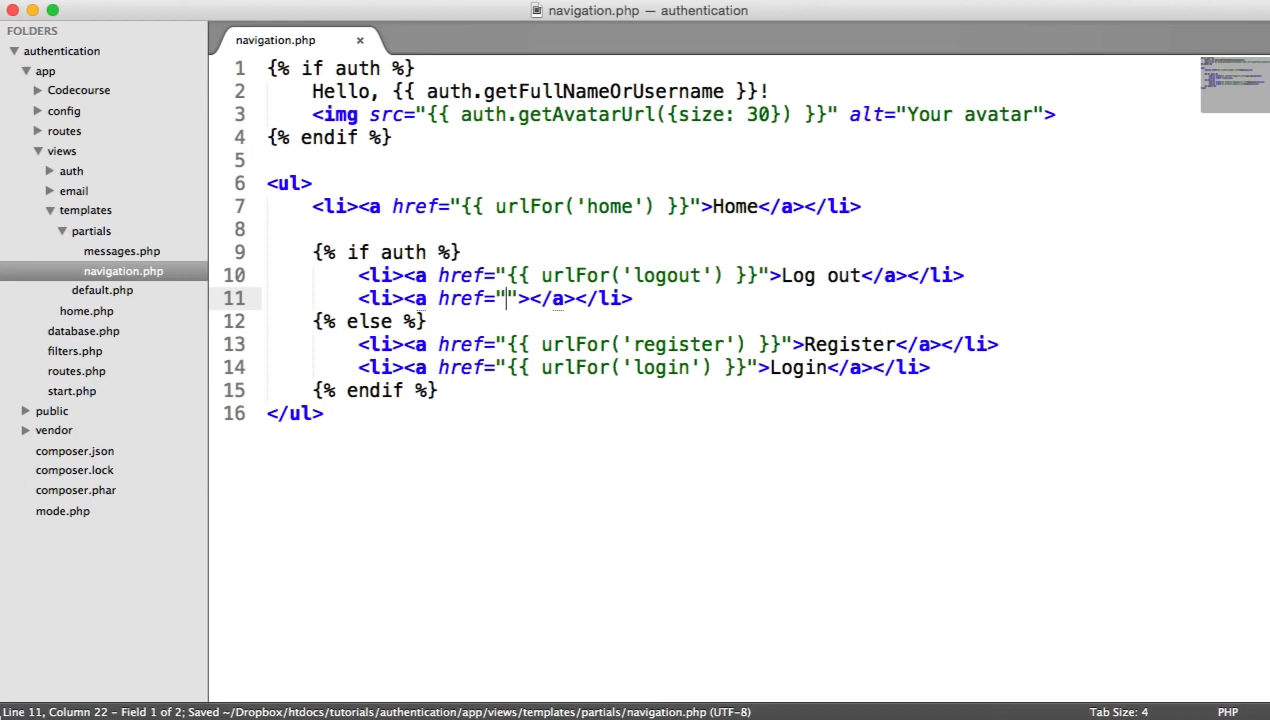 navigation.php — authentication
FOLDERS
authentication
app
Codecourse
config
routes
views
auth
email
templates
partials
messages.php
navigation.php
default.php
home.php
database.php
filters.php
routes.php
start.php
public
vendor
composer.json
composer.lock
composer.phar
mode.php
navigation.php ×
1 {% if auth %}
2     Hello, {{ auth.getFullNameOrUsername }}!
3     <img src="{{ auth.getAvatarUrl({size: 30}) }}" alt="Your avatar">
4 {% endif %}
5
6 <ul>
7     <li><a href="{{ urlFor('home') }}">Home</a></li>
8
9     {% if auth %}
10         <li><a href="{{ urlFor('logout') }}">Log out</a></li>
11         <li><a href=""></a></li>
12     {% else %}
13         <li><a href="{{ urlFor('register') }}">Register</a></li>
14         <li><a href="{{ urlFor('login') }}">Login</a></li>
15     {% endif %}
16 </ul>
Line 11, Column 22 – Field 1 of 2; Saved ~/Dropbox/htdocs/tutorials/authentication/app/views/templates/partials/navigation.php (UTF-8) Tab Size: 4 PHP